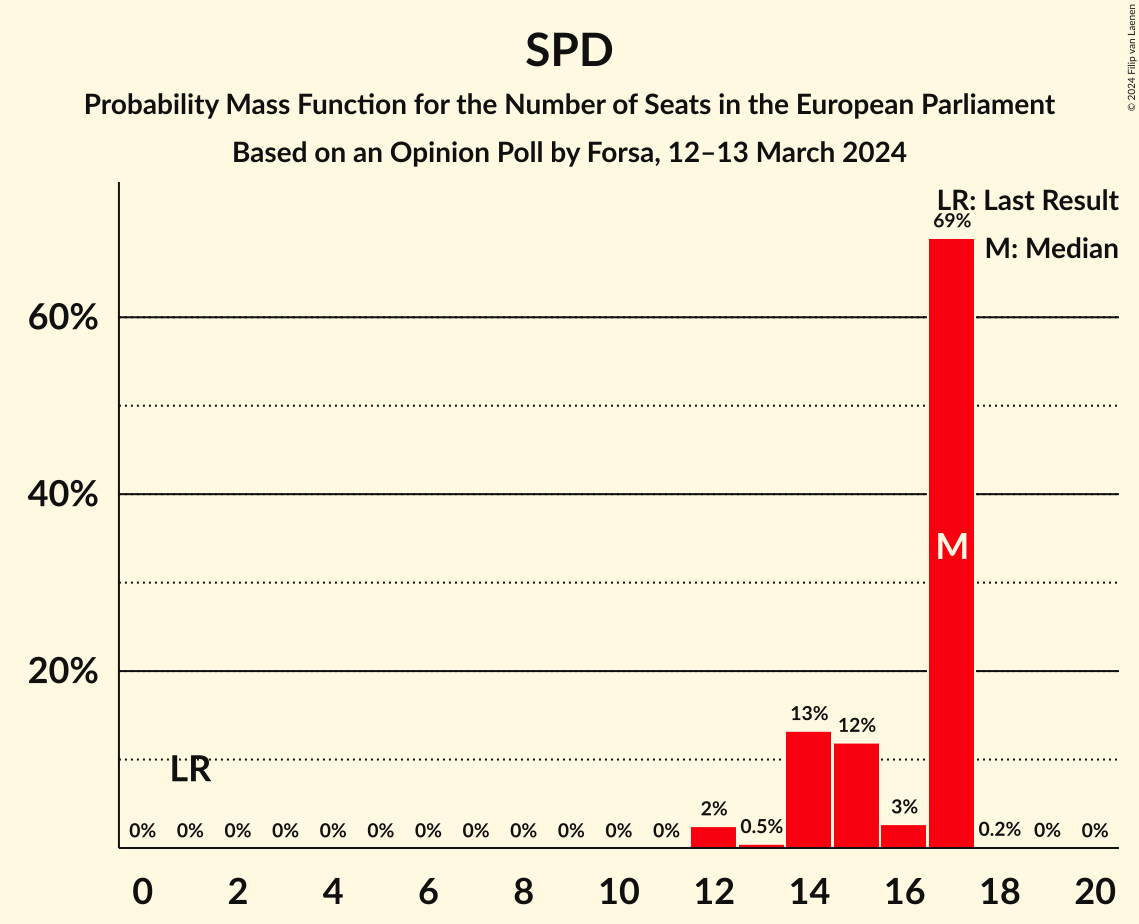 SPD
Probability Mass Function for the Number of Seats in the European Parliament
Based on an Opinion Poll by Forsa, 12–13 March 2024
© 2024 Filip van Laenen
LR: Last Result
M: Median
69%
60%
40%
M
20%
13%
12%
LR
0% 0% 0% 0% 0% 0% 0% 0% 0% 0% 0% 0% 2% 0.5% 3% 0.2% 0% 0%
0 2 4 6 8 10 12 14 16 18 20